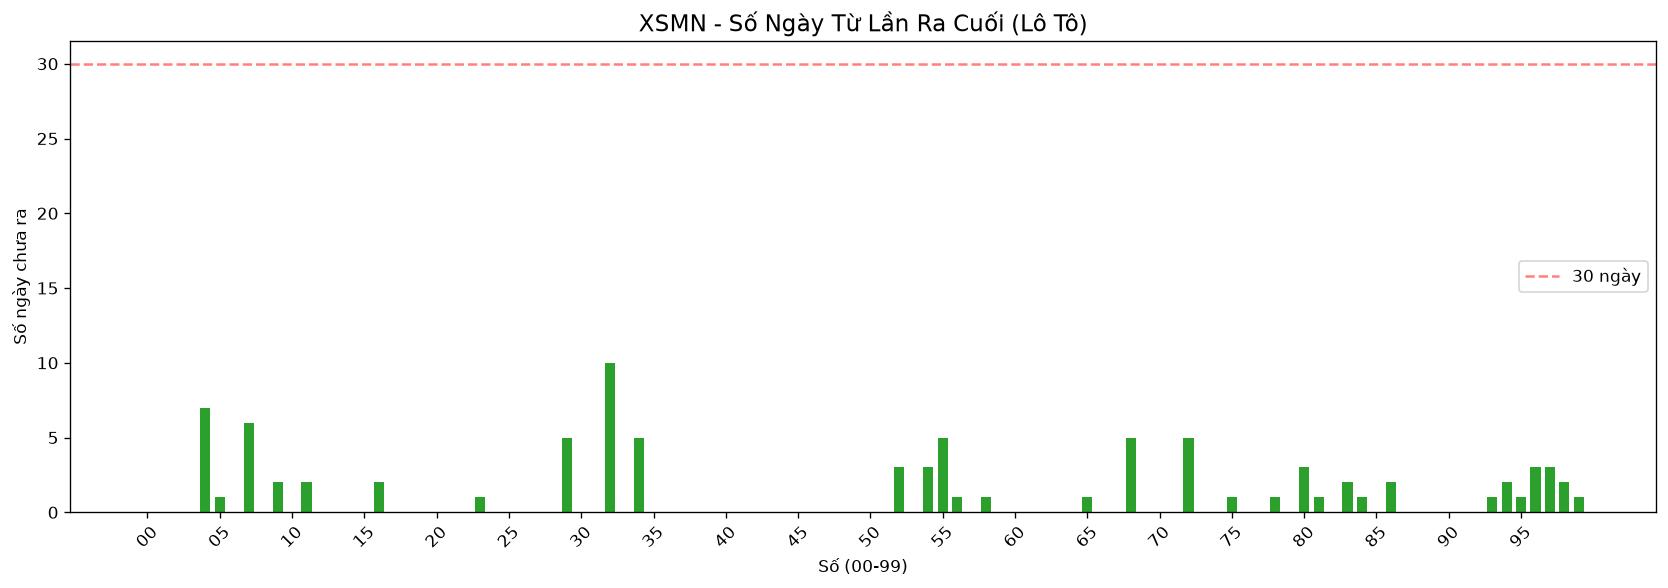 XSMN - Số Ngày Từ Lần Ra Cuối (Lô Tô)
Số ngày chưa ra
30
25
20
15
10
5
0
30 ngày
00 05 10 15 20 25 30 35 40 45 50 55 60 65 70 75 80 85 90 95
Số (00-99)